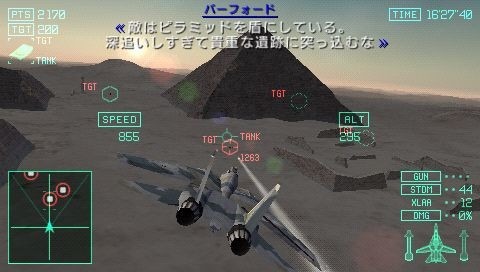 PTS 2170
TGT 200
TANK
パーフォード
TIME 16'27"40
≪敵はピラミッドを盾にしている。
深追いしすぎて貴重な遺跡に突っ込むな≫
TGT
TGT
SPEED
855
ALT
285
TGT
TGT TANK
1263
GUN
STDM 44
XLAA 12
DMG 0%